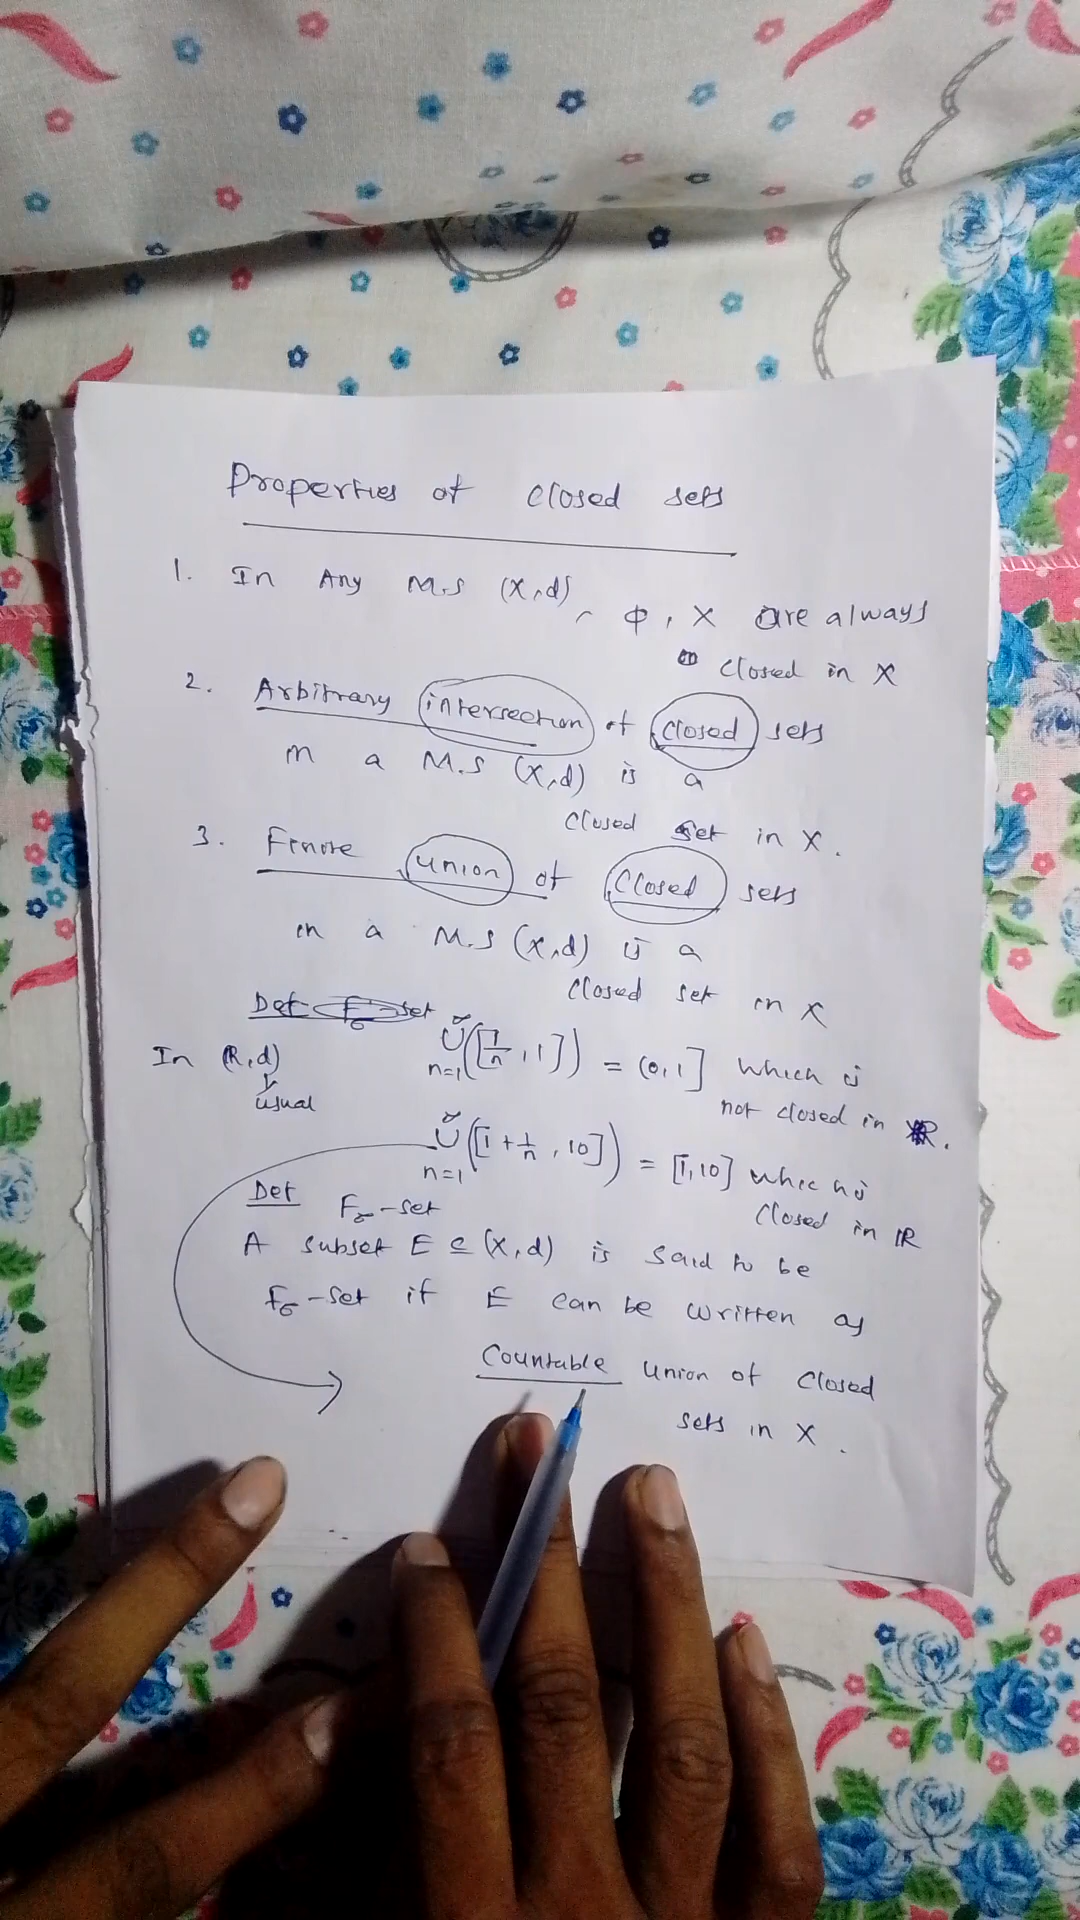 Properties of closed sets
1. In Any M.S (X,d), ϕ, X are always
closed in X
2. Arbitrary intersection of closed sets
in a M.S (X,d) is a
closed set in X.
3. Finite union of closed sets
in a M.S (X,d) is a
closed set in X
Def Fσ-set
In (R,d) ∞∪n=1([1/n, 1]) = (0,1] which is
usual
not closed in R.
∞∪n=1([1+1/n, 10]) = [1,10] which is
closed in R
Def Fσ-set
A subset E ⊆ (X,d) is said to be
Fσ-set if E can be written as
Countable union of closed
sets in X.